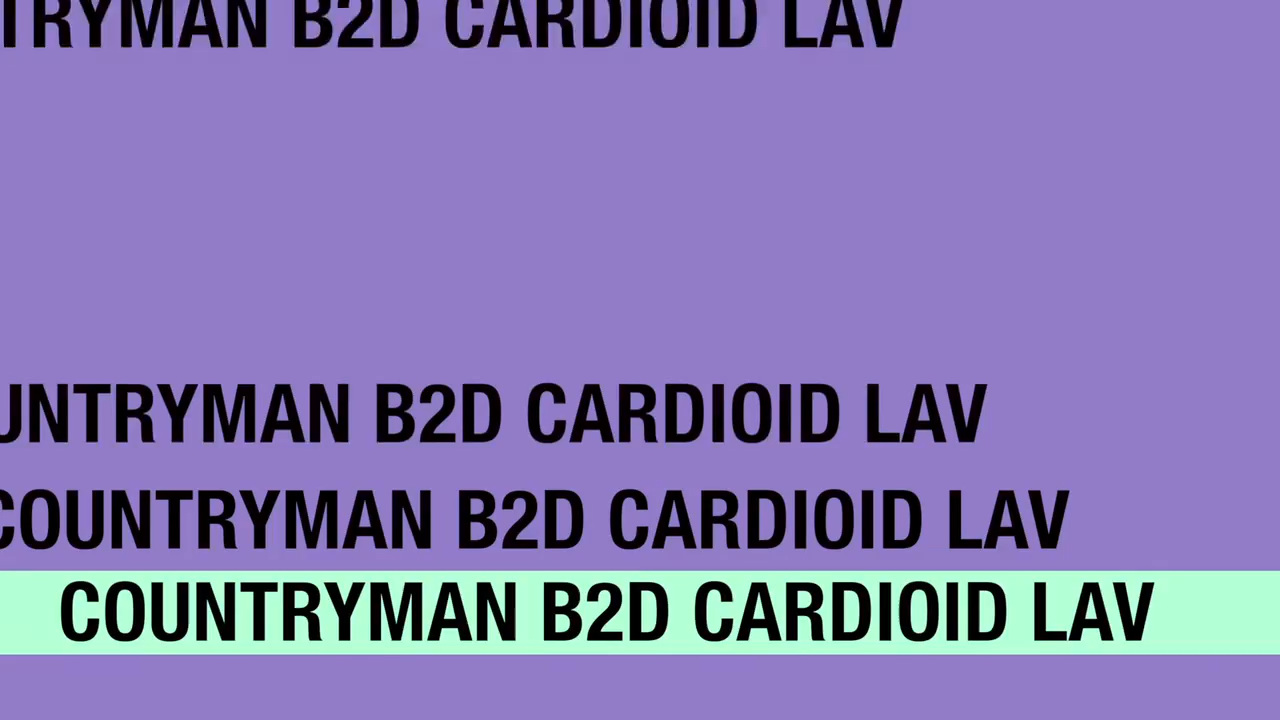 TRYMAN B2D CARDIOID LAV
UNTRYMAN B2D CARDIOID LAV
COUNTRYMAN B2D CARDIOID LAV
COUNTRYMAN B2D CARDIOID LAV